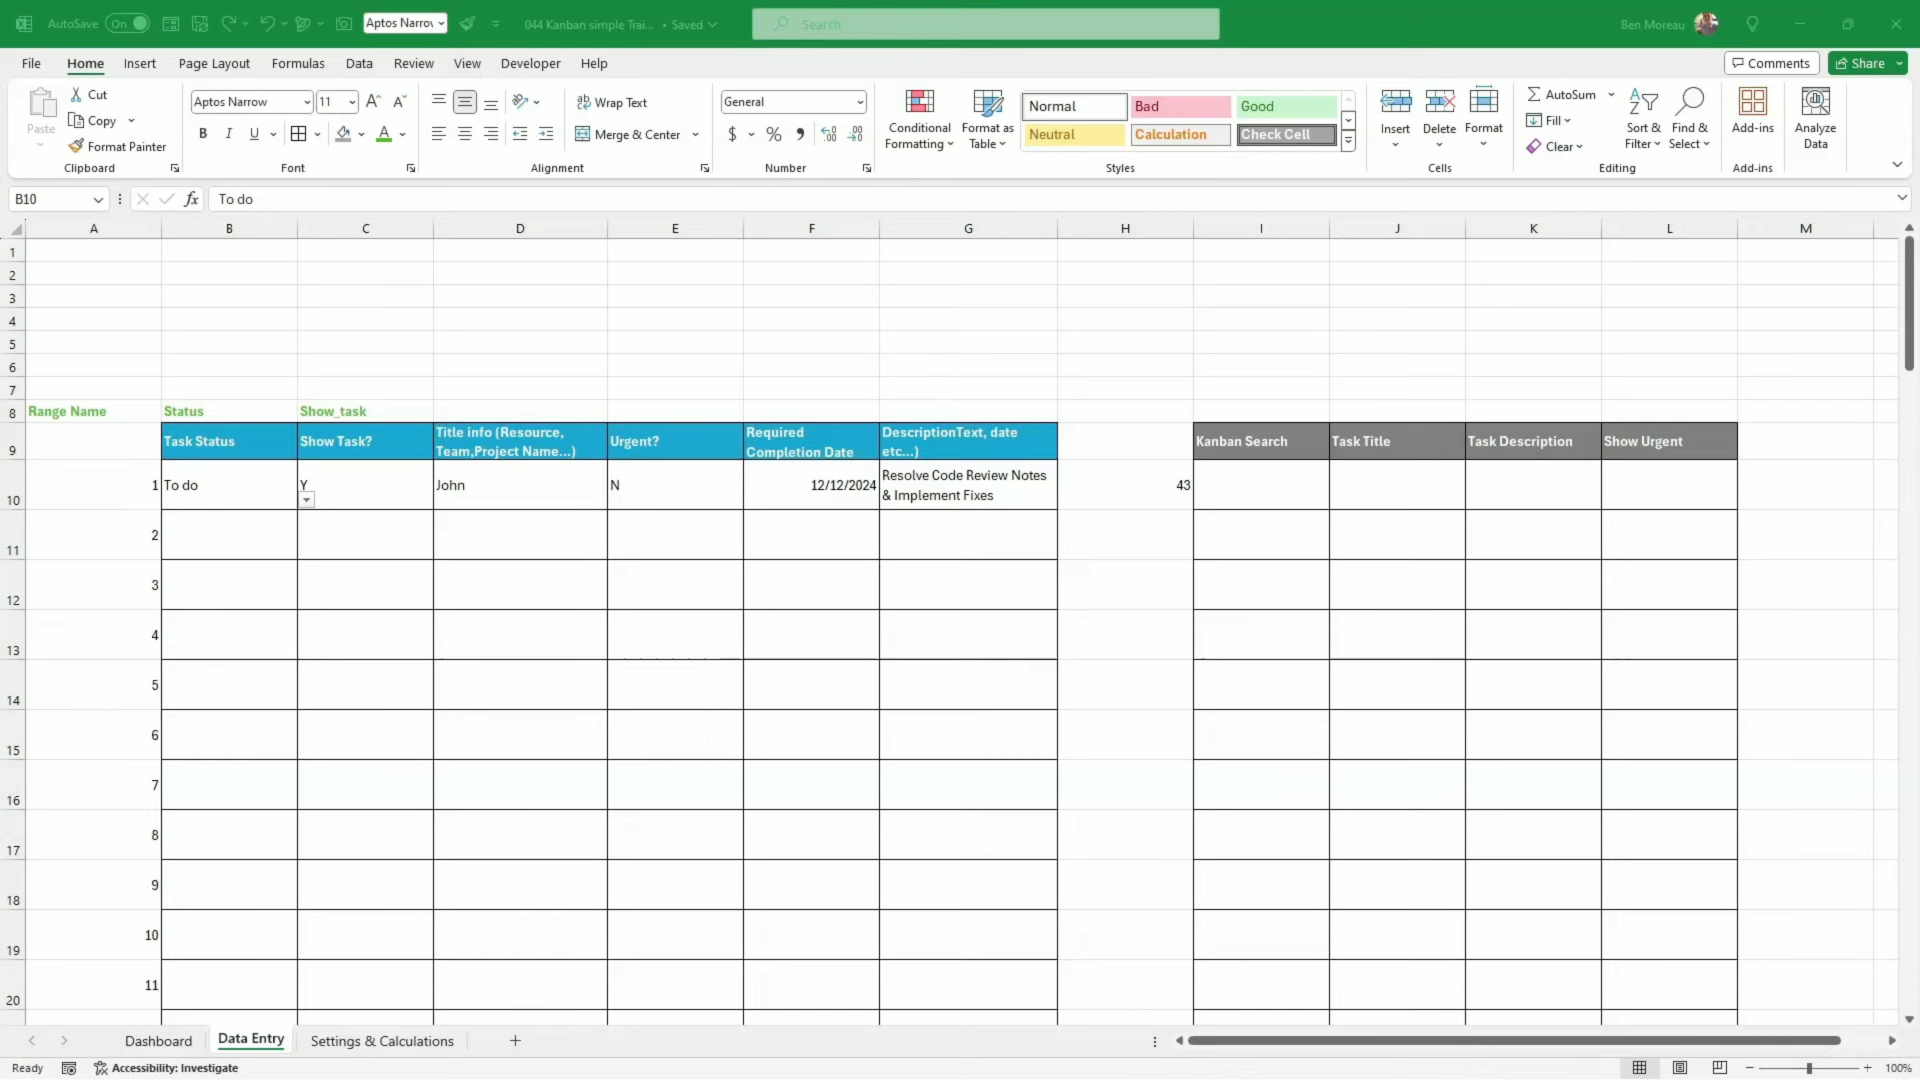 AutoSave On Aptos Narrov 044 Kanban simple Trai... • Saved Search Ben Moreau
File Home Insert Page Layout Formulas Data Review View Developer Help Comments Share
Paste
Cut
Copy
Format Painter
Clipboard
Aptos Narrow 11
B I U
Font
Wrap Text
Merge & Center
Alignment
General
$ % ,
Number
Conditional Formatting
Format as Table
Normal Bad Good
Neutral Calculation Check Cell
Styles
Insert Delete Format
Cells
AutoSum
Fill
Clear
Sort & Filter
Find & Select
Editing
Add-ins
Add-ins
Analyze Data
B10 fx To do
A B C D E F G H I J K L M
1
2
3
4
5
6
7
8 Range Name Status Show_task
9 Task Status Show Task? Title info (Resource, Team,Project Name...) Urgent? Required Completion Date DescriptionText, date etc...) Kanban Search Task Title Task Description Show Urgent
10 1 To do Y John N 12/12/2024 Resolve Code Review Notes & Implement Fixes 43
11 2
12 3
13 4
14 5
15 6
16 7
17 8
18 9
19 10
20 11
Dashboard Data Entry Settings & Calculations
Ready Accessibility: Investigate 100%